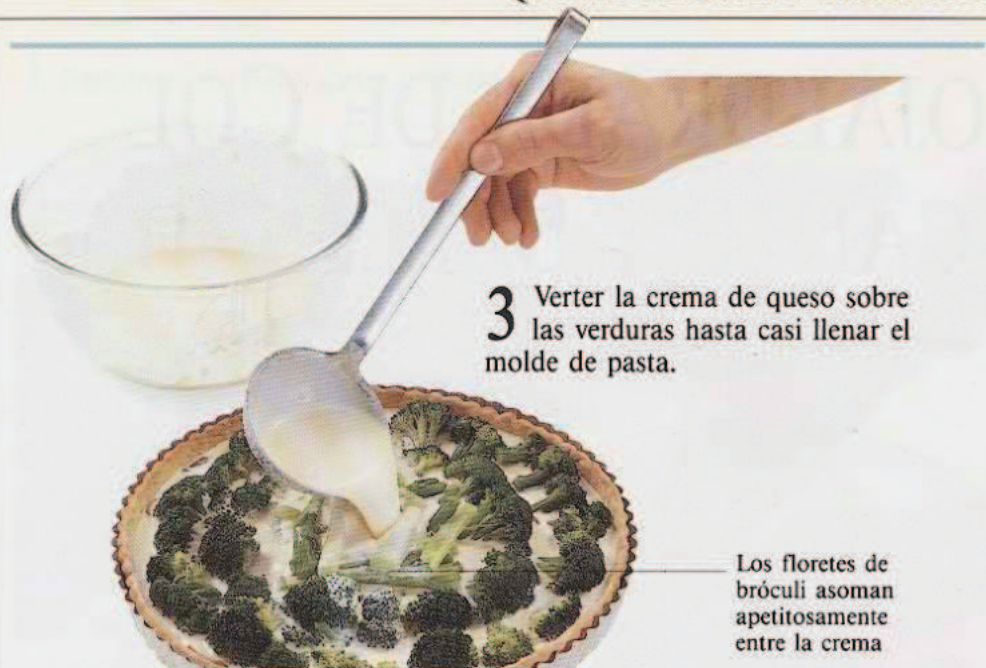 3 Verter la crema de queso sobre
las verduras hasta casi llenar el
molde de pasta.
Los floretes de
bróculi asoman
apetitosamente
entre la crema